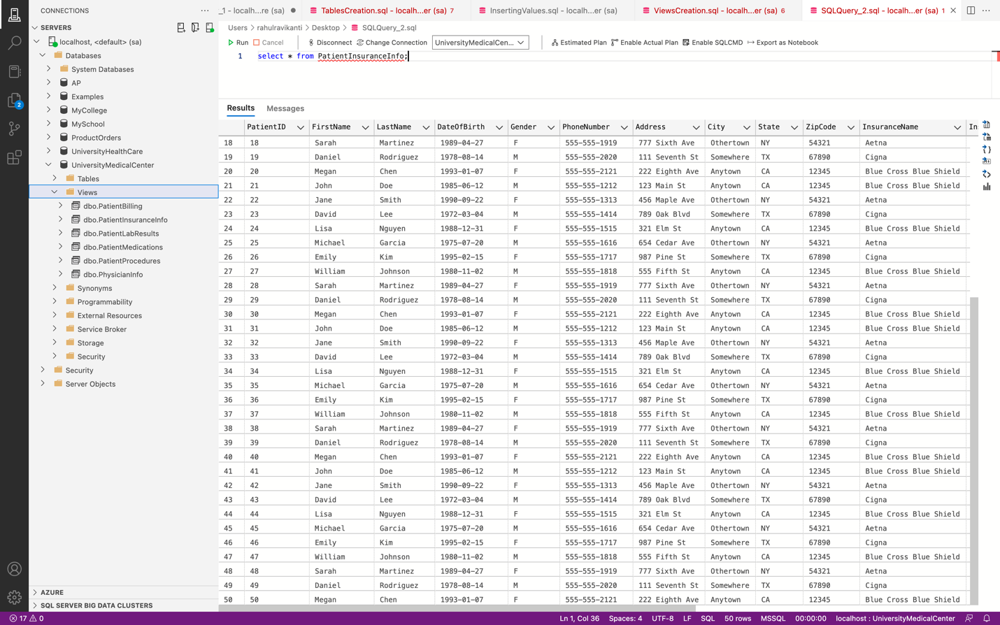 CONNECTIONS ···
_1 - localh...re (sa) ● TablesCreation.sql - localh...er (sa) 7 InsertingValues.sql - localh...er (sa) ViewsCreation.sql - localh...er (sa) 6 SQLQuery_2.sql - localh...er (sa) 1 ···
SERVERS
Users > rahulravikanti > Desktop > SQLQuery_2.sql
localhost, <default> (sa)
Run Cancel Disconnect Change Connection UniversityMedicalCen... Estimated Plan Enable Actual Plan Enable SQLCMD Export as Notebook
1 select * from PatientInsuranceInfo;
Databases
System Databases
AP
Examples
MyCollege
MySchool
ProductOrders
UniversityHealthCare
UniversityMedicalCenter
Tables
Views
dbo.PatientBilling
dbo.PatientInsuranceInfo
dbo.PatientLabResults
dbo.PatientMedications
dbo.PatientProcedures
dbo.PhysicianInfo
Synonyms
Programmability
External Resources
Service Broker
Storage
Security
Security
Server Objects
2
AZURE
SQL SERVER BIG DATA CLUSTERS
Results Messages
PatientID FirstName LastName DateOfBirth Gender PhoneNumber Address City State ZipCode InsuranceName In
18 18 Sarah Martinez 1989-04-27 F 555-555-1919 777 Sixth Ave Othertown NY 54321 Aetna
19 19 Daniel Rodriguez 1978-08-14 M 555-555-2020 111 Seventh St Somewhere TX 67890 Cigna
20 20 Megan Chen 1993-01-07 F 555-555-2121 222 Eighth Ave Anytown CA 12345 Blue Cross Blue Shield
21 21 John Doe 1985-06-12 M 555-555-1212 123 Main St Anytown CA 12345 Blue Cross Blue Shield
22 22 Jane Smith 1990-09-22 F 555-555-1313 456 Maple Ave Othertown NY 54321 Aetna
23 23 David Lee 1972-03-04 M 555-555-1414 789 Oak Blvd Somewhere TX 67890 Cigna
24 24 Lisa Nguyen 1988-12-31 F 555-555-1515 321 Elm St Anytown CA 12345 Blue Cross Blue Shield
25 25 Michael Garcia 1975-07-20 M 555-555-1616 654 Cedar Ave Othertown NY 54321 Aetna
26 26 Emily Kim 1995-02-15 F 555-555-1717 987 Pine St Somewhere TX 67890 Cigna
27 27 William Johnson 1980-11-02 M 555-555-1818 555 Fifth St Anytown CA 12345 Blue Cross Blue Shield
28 28 Sarah Martinez 1989-04-27 F 555-555-1919 777 Sixth Ave Othertown NY 54321 Aetna
29 29 Daniel Rodriguez 1978-08-14 M 555-555-2020 111 Seventh St Somewhere TX 67890 Cigna
30 30 Megan Chen 1993-01-07 F 555-555-2121 222 Eighth Ave Anytown CA 12345 Blue Cross Blue Shield
31 31 John Doe 1985-06-12 M 555-555-1212 123 Main St Anytown CA 12345 Blue Cross Blue Shield
32 32 Jane Smith 1990-09-22 F 555-555-1313 456 Maple Ave Othertown NY 54321 Aetna
33 33 David Lee 1972-03-04 M 555-555-1414 789 Oak Blvd Somewhere TX 67890 Cigna
34 34 Lisa Nguyen 1988-12-31 F 555-555-1515 321 Elm St Anytown CA 12345 Blue Cross Blue Shield
35 35 Michael Garcia 1975-07-20 M 555-555-1616 654 Cedar Ave Othertown NY 54321 Aetna
36 36 Emily Kim 1995-02-15 F 555-555-1717 987 Pine St Somewhere TX 67890 Cigna
37 37 William Johnson 1980-11-02 M 555-555-1818 555 Fifth St Anytown CA 12345 Blue Cross Blue Shield
38 38 Sarah Martinez 1989-04-27 F 555-555-1919 777 Sixth Ave Othertown NY 54321 Aetna
39 39 Daniel Rodriguez 1978-08-14 M 555-555-2020 111 Seventh St Somewhere TX 67890 Cigna
40 40 Megan Chen 1993-01-07 F 555-555-2121 222 Eighth Ave Anytown CA 12345 Blue Cross Blue Shield
41 41 John Doe 1985-06-12 M 555-555-1212 123 Main St Anytown CA 12345 Blue Cross Blue Shield
42 42 Jane Smith 1990-09-22 F 555-555-1313 456 Maple Ave Othertown NY 54321 Aetna
43 43 David Lee 1972-03-04 M 555-555-1414 789 Oak Blvd Somewhere TX 67890 Cigna
44 44 Lisa Nguyen 1988-12-31 F 555-555-1515 321 Elm St Anytown CA 12345 Blue Cross Blue Shield
45 45 Michael Garcia 1975-07-20 M 555-555-1616 654 Cedar Ave Othertown NY 54321 Aetna
46 46 Emily Kim 1995-02-15 F 555-555-1717 987 Pine St Somewhere TX 67890 Cigna
47 47 William Johnson 1980-11-02 M 555-555-1818 555 Fifth St Anytown CA 12345 Blue Cross Blue Shield
48 48 Sarah Martinez 1989-04-27 F 555-555-1919 777 Sixth Ave Othertown NY 54321 Aetna
49 49 Daniel Rodriguez 1978-08-14 M 555-555-2020 111 Seventh St Somewhere TX 67890 Cigna
50 50 Megan Chen 1993-01-07 F 555-555-2121 222 Eighth Ave Anytown CA 12345 Blue Cross Blue Shield
17 0 Ln 1, Col 36 Spaces: 4 UTF-8 LF SQL 50 rows MSSQL 00:00:00 localhost : UniversityMedicalCenter